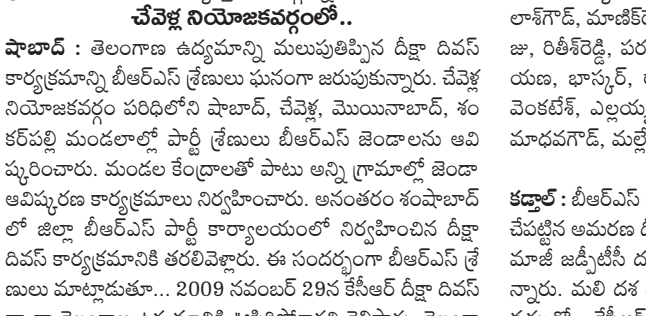 చేవెళ్ల నియోజకవర్గంలో..
షాబాద్ : తెలంగాణ ఉద్యమాన్ని మలుపుతిప్పిన దీక్షా దివస్
కార్యక్రమాన్ని బీఆర్ఎస్ శ్రేణులు ఘనంగా జరుపుకున్నారు. చేవెళ్ల
నియోజకవర్గం పరిధిలోని షాబాద్, చేవెళ్ల, మొయినాబాద్, శం
కర్‌పల్లి మండలాల్లో పార్టీ శ్రేణులు బీఆర్ఎస్ జెండాలను ఆవి
ష్కరించారు. మండల కేంద్రాలతో పాటు అన్ని గ్రామాల్లో జెండా
ఆవిష్కరణ కార్యక్రమాలు నిర్వహించారు. అనంతరం శంషాబాద్
లో జిల్లా బీఆర్ఎస్ పార్టీ కార్యాలయంలో నిర్వహించిన దీక్షా
దివస్ కార్యక్రమానికి తరలివెళ్లారు. ఈ సందర్భంగా బీఆర్ఎస్ శ్రే
ణులు మాట్లాడుతూ... 2009 నవంబర్ 29న కేసీఆర్ దీక్షా దివస్
లాశ్‌గౌడ్, మాణిక్‌రె
జు, రితీశ్‌రెడ్డి, పర
యణ, భాస్కర్,
వెంకటేశ్, ఎల్లయ్య
మాధవగౌడ్, మల్లే
కడ్తాల్ : బీఆర్ఎస్
చేపట్టిన అమరణ దీ
మాజీ జడ్పీటీసీ ద
న్నారు. మలి దశ